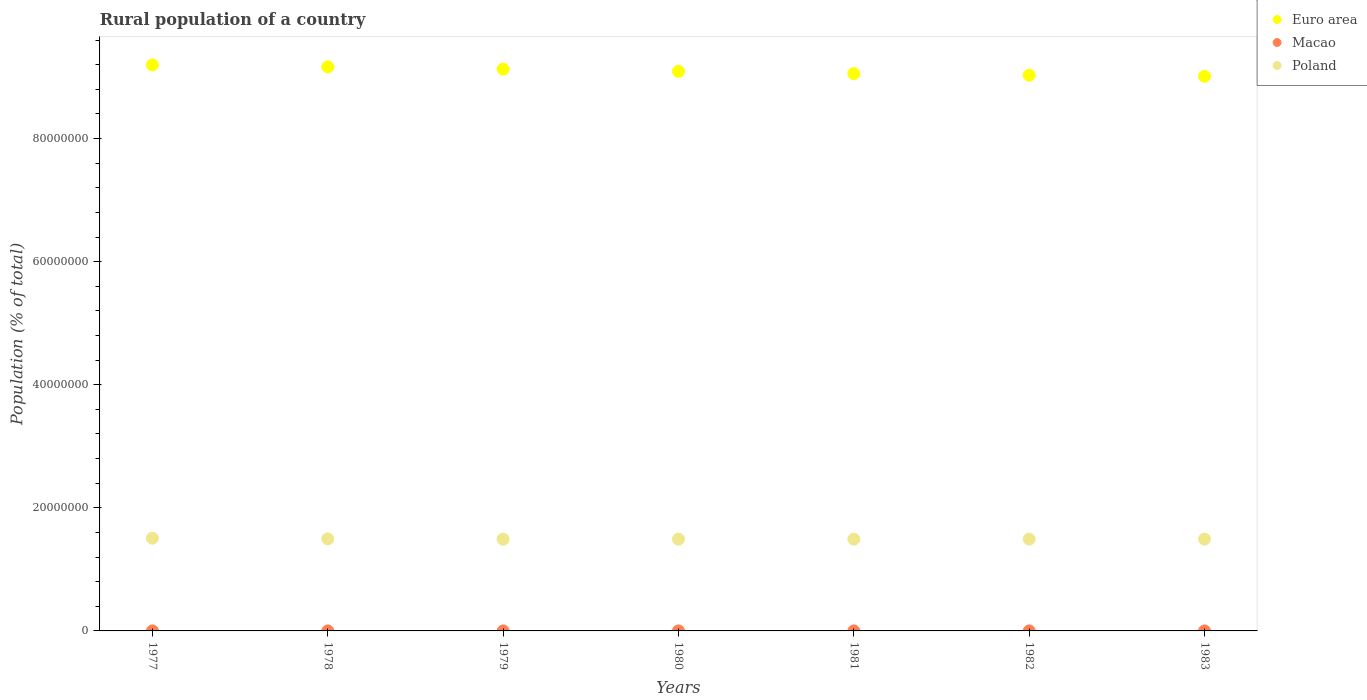 Rural population of a country
Euro area
Macao
Poland
Population (% of total)
80000000
60000000
40000000
20000000
0
1977
1978
1979
1980
1981
1982
1983
Years